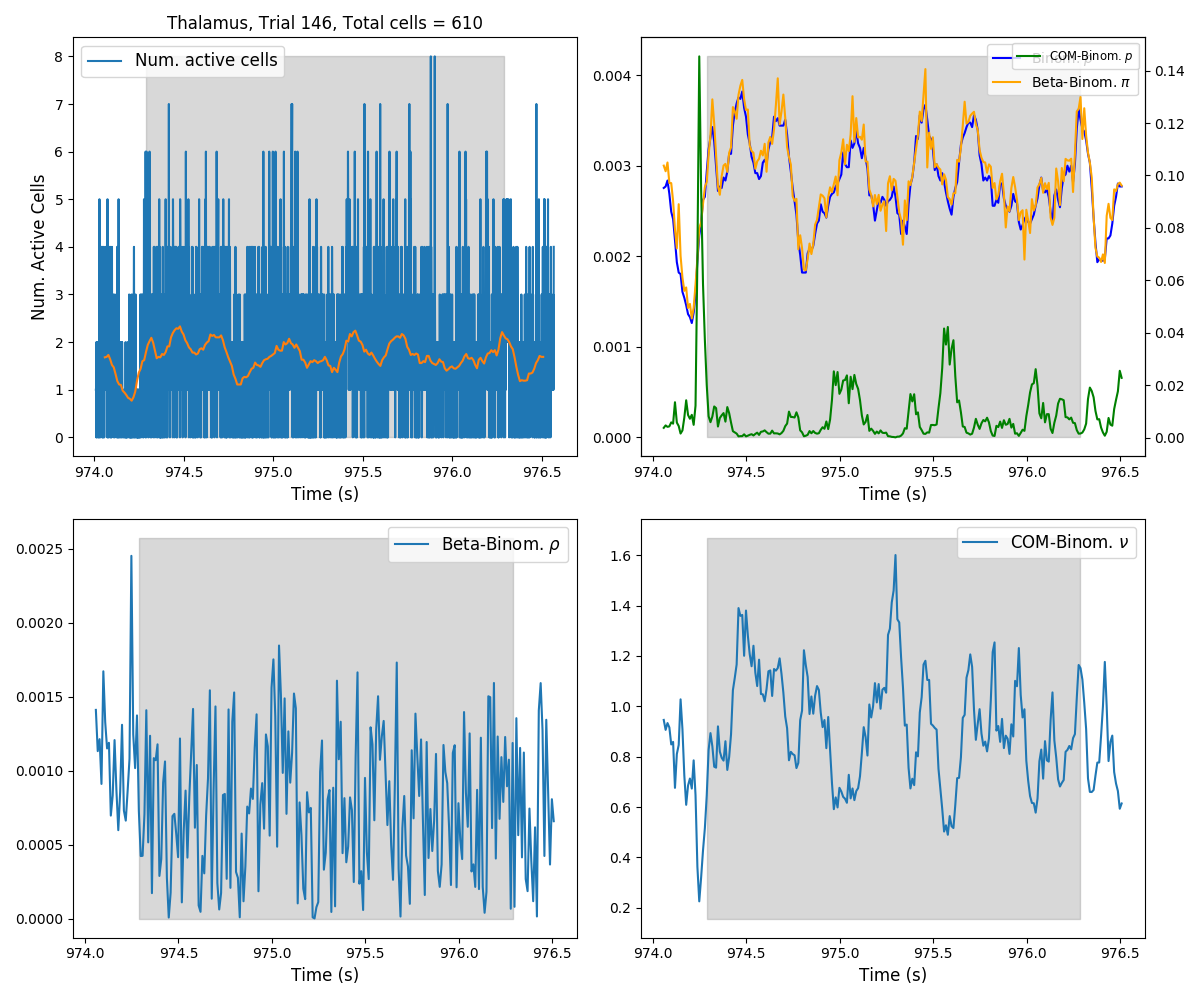 Thalamus, Trial 146, Total cells = 610
Num. active cells
Num. Active Cells
8
7
6
5
4
3
2
1
0
974.0 974.5 975.0 975.5 976.0 976.5
Time (s)
COM-Binom. p
Binom. p
Beta-Binom. π
0.004
0.003
0.002
0.001
0.000
0.14
0.12
0.10
0.08
0.06
0.04
0.02
0.00
974.0 974.5 975.0 975.5 976.0 976.5
Time (s)
Beta-Binom. ρ
0.0025
0.0020
0.0015
0.0010
0.0005
0.0000
974.0 974.5 975.0 975.5 976.0 976.5
Time (s)
COM-Binom. ν
1.6
1.4
1.2
1.0
0.8
0.6
0.4
0.2
974.0 974.5 975.0 975.5 976.0 976.5
Time (s)